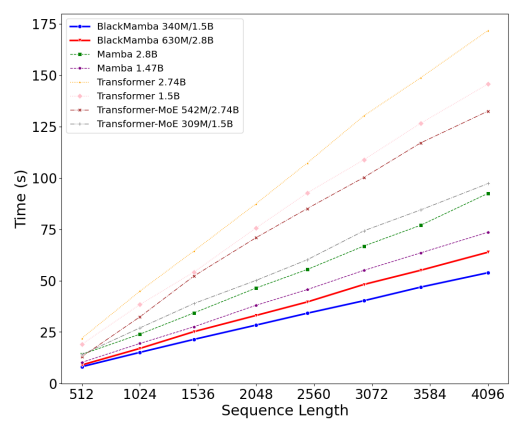 175
150
125
100
75
50
25
0
Time (s)
BlackMamba 340M/1.5B
BlackMamba 630M/2.8B
Mamba 2.8B
Mamba 1.47B
Transformer 2.74B
Transformer 1.5B
Transformer-MoE 542M/2.74B
Transformer-MoE 309M/1.5B
512 1024 1536 2048 2560 3072 3584 4096
Sequence Length